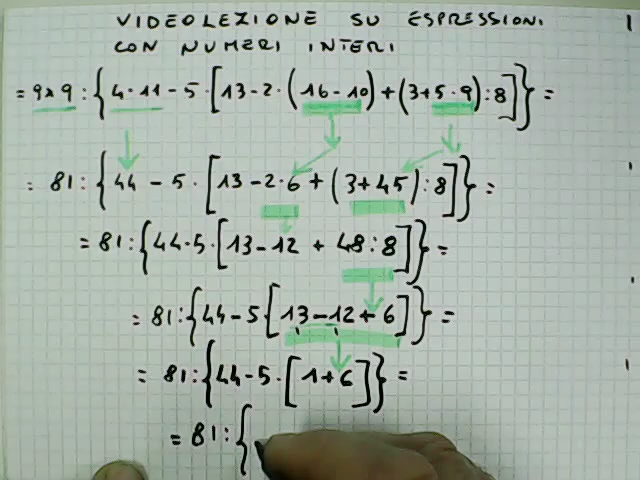 VIDEOLEZIONE SU ESPRESSIONI
CON NUMERI INTERI
= 9×9 : { 4·11 - 5·[13 - 2·(16 - 10) + (3 + 5·9) : 8] } =
= 81 : { 44 - 5·[13 - 2·6 + (3 + 45) : 8] } =
= 81 : { 44 - 5·[13 - 12 + 48 : 8] } =
= 81 : { 44 - 5[13 - 12 + 6] } =
= 81 : { 44 - 5·[1 + 6] } =
= 81 : {